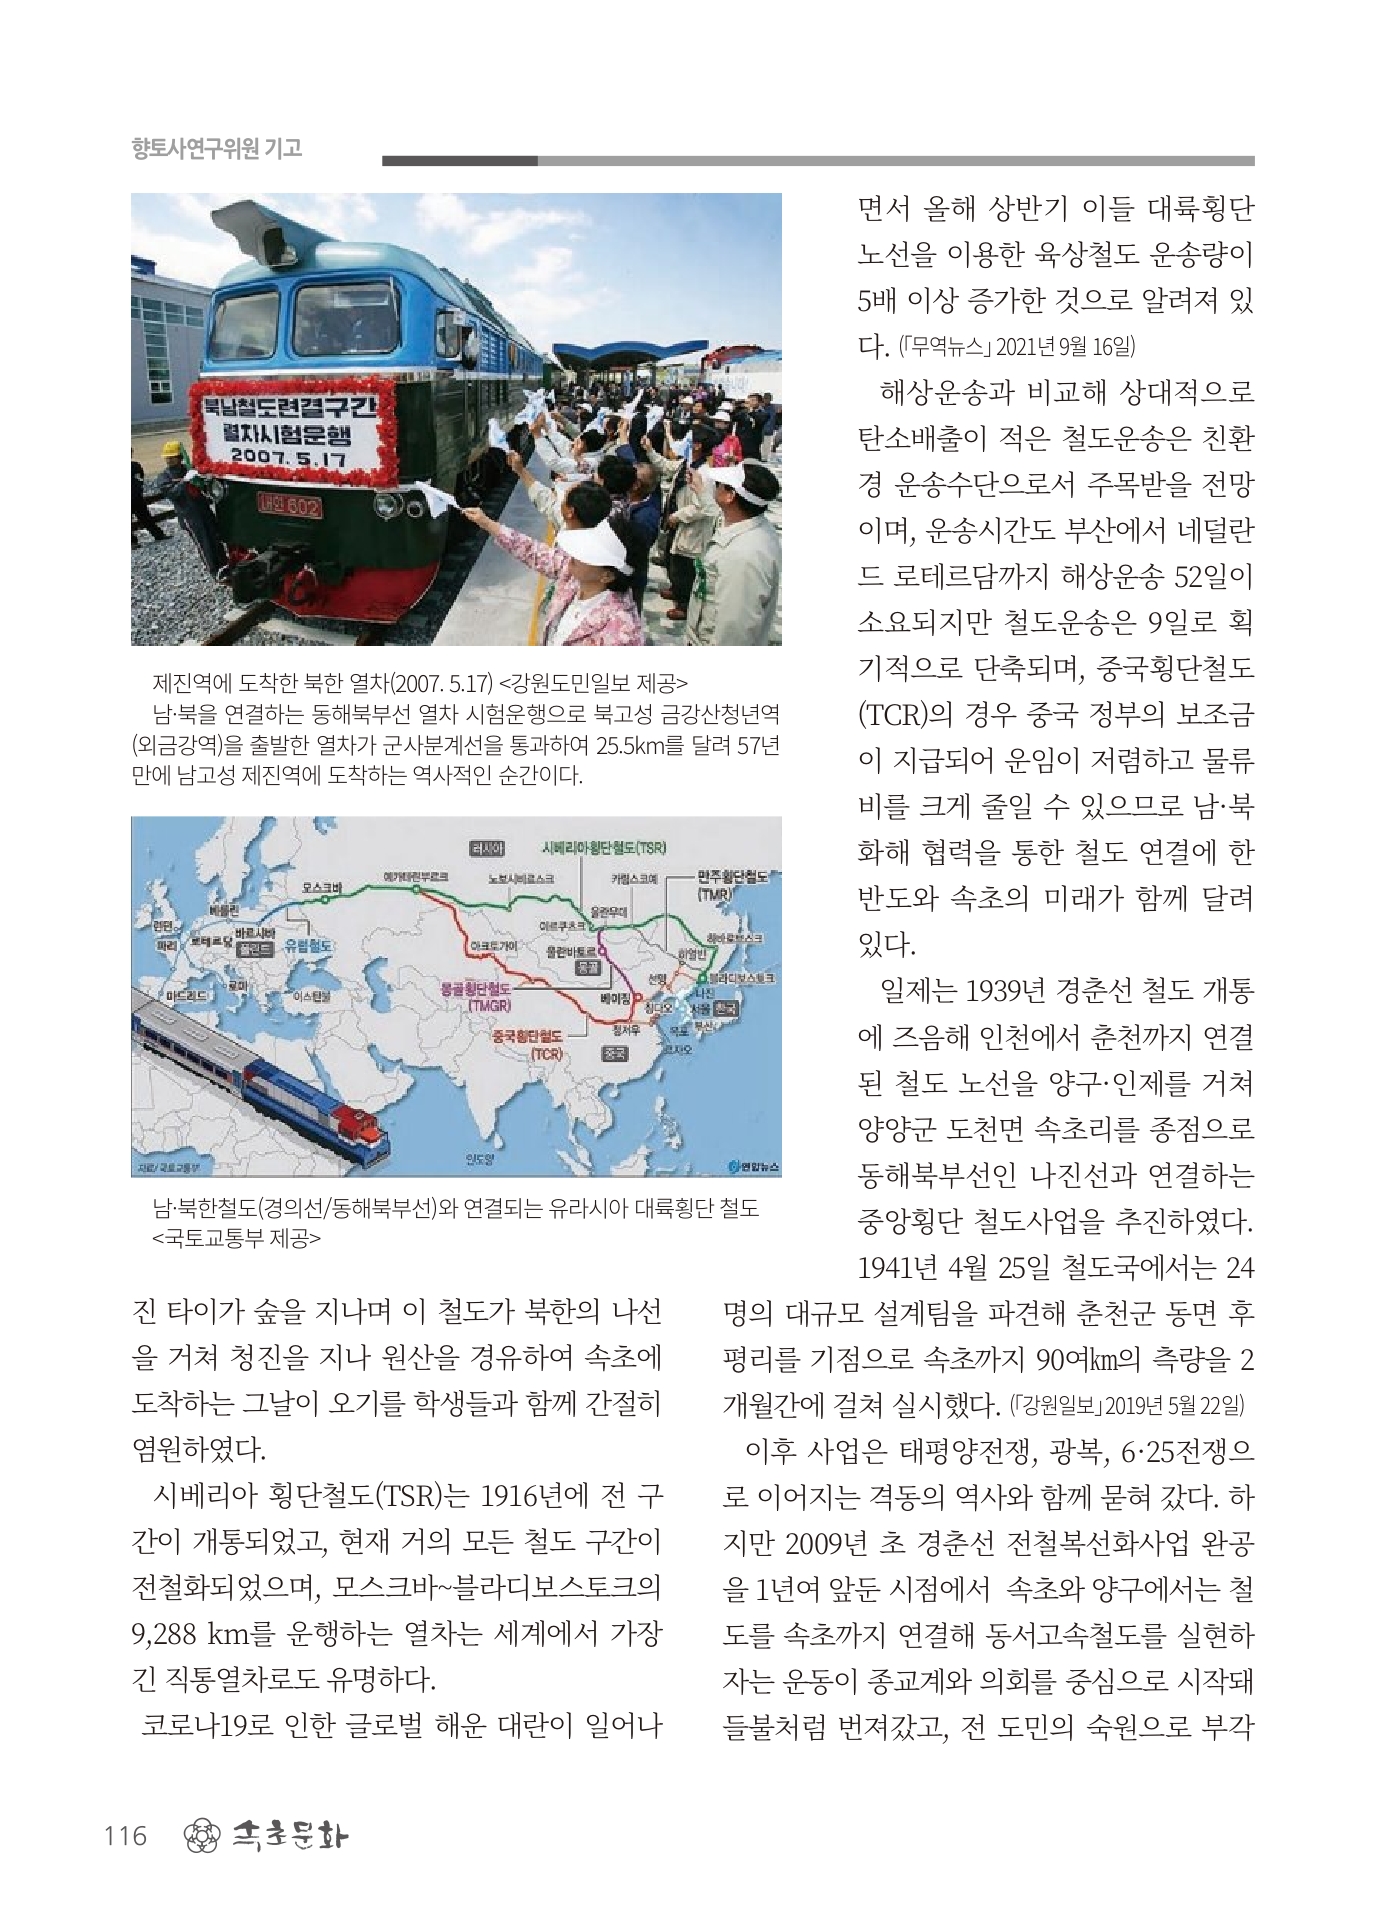 향토사연구위원 기고
북남철도련결구간
렬차시험운행
2007. 5.17
내연 602
제진역에 도착한 북한 열차(2007. 5.17) <강원도민일보 제공>
남·북을 연결하는 동해북부선 열차 시험운행으로 북고성 금강산청년역
(외금강역)을 출발한 열차가 군사분계선을 통과하여 25.5km를 달려 57년
만에 남고성 제진역에 도착하는 역사적인 순간이다.
러시아
시베리아횡단철도(TSR)
모스크바
예카테린부르크
노보시비르스크
카림스코예
만주횡단철도
(TMR)
베를린
런던
파리
로테르담
바르샤바
폴란드
유럽철도
울란우데
이르쿠츠크
하바로브스크
아크토가이
울란바토르
몽골
하얼빈
선양
블라디보스토크
마드리드
로마
이스탄불
몽골횡단철도
(TMGR)
베이징
나진
칭다오
서울
한국
중국횡단철도
(TCR)
정저우
목포
부산
중국
르자오
인도양
자료/ 국토교통부
연합뉴스
남·북한철도(경의선/동해북부선)와 연결되는 유라시아 대륙횡단 철도
<국토교통부 제공>
진 타이가 숲을 지나며 이 철도가 북한의 나선
을 거쳐 청진을 지나 원산을 경유하여 속초에
도착하는 그날이 오기를 학생들과 함께 간절히
염원하였다.
시베리아 횡단철도(TSR)는 1916년에 전 구
간이 개통되었고, 현재 거의 모든 철도 구간이
전철화되었으며, 모스크바~블라디보스토크의
9,288 km를 운행하는 열차는 세계에서 가장
긴 직통열차로도 유명하다.
코로나19로 인한 글로벌 해운 대란이 일어나
면서 올해 상반기 이들 대륙횡단
노선을 이용한 육상철도 운송량이
5배 이상 증가한 것으로 알려져 있
다. (「무역뉴스」 2021년 9월 16일)
해상운송과 비교해 상대적으로
탄소배출이 적은 철도운송은 친환
경 운송수단으로서 주목받을 전망
이며, 운송시간도 부산에서 네덜란
드 로테르담까지 해상운송 52일이
소요되지만 철도운송은 9일로 획
기적으로 단축되며, 중국횡단철도
(TCR)의 경우 중국 정부의 보조금
이 지급되어 운임이 저렴하고 물류
비를 크게 줄일 수 있으므로 남·북
화해 협력을 통한 철도 연결에 한
반도와 속초의 미래가 함께 달려
있다.
일제는 1939년 경춘선 철도 개통
에 즈음해 인천에서 춘천까지 연결
된 철도 노선을 양구·인제를 거쳐
양양군 도천면 속초리를 종점으로
동해북부선인 나진선과 연결하는
중앙횡단 철도사업을 추진하였다.
1941년 4월 25일 철도국에서는 24
명의 대규모 설계팀을 파견해 춘천군 동면 후
평리를 기점으로 속초까지 90여㎞의 측량을 2
개월간에 걸쳐 실시했다. (「강원일보」 2019년 5월 22일)
이후 사업은 태평양전쟁, 광복, 6·25전쟁으
로 이어지는 격동의 역사와 함께 묻혀 갔다. 하
지만 2009년 초 경춘선 전철복선화사업 완공
을 1년여 앞둔 시점에서 속초와 양구에서는 철
도를 속초까지 연결해 동서고속철도를 실현하
자는 운동이 종교계와 의회를 중심으로 시작돼
들불처럼 번져갔고, 전 도민의 숙원으로 부각
116
속초문화